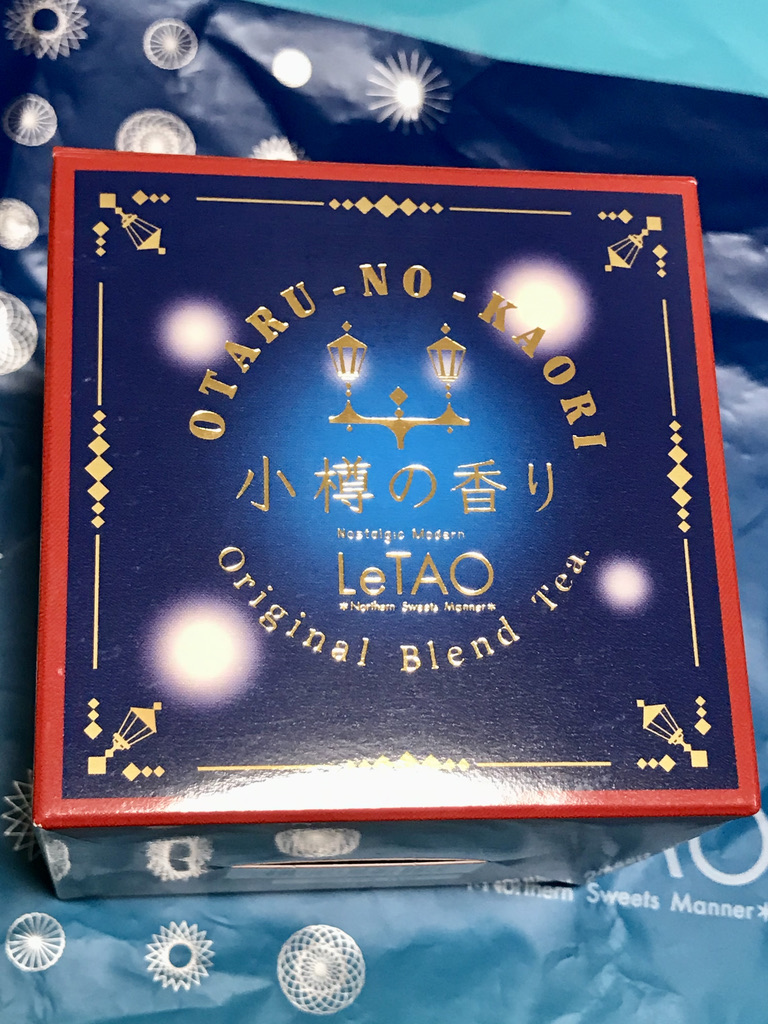 OTARU-NO-KAORI
小樽の香り
Nostalgic Modern
LeTAO
*Northern Sweets Manner*
Original Blend Tea.
Northern Sweets Manner*